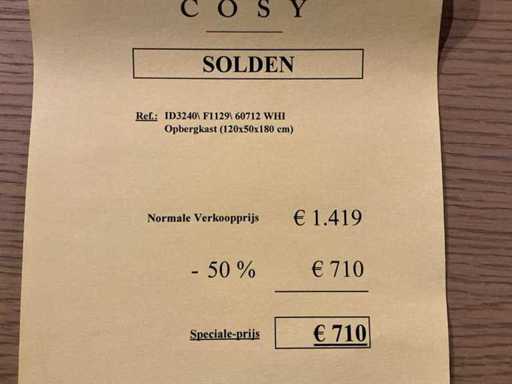 COSY
SOLDEN
Ref.: ID3240\ F1129\ 60712 WHI
Opbergkast (120x50x180 cm)
Normale Verkoopprijs € 1.419
- 50 % € 710
Speciale-prijs € 710